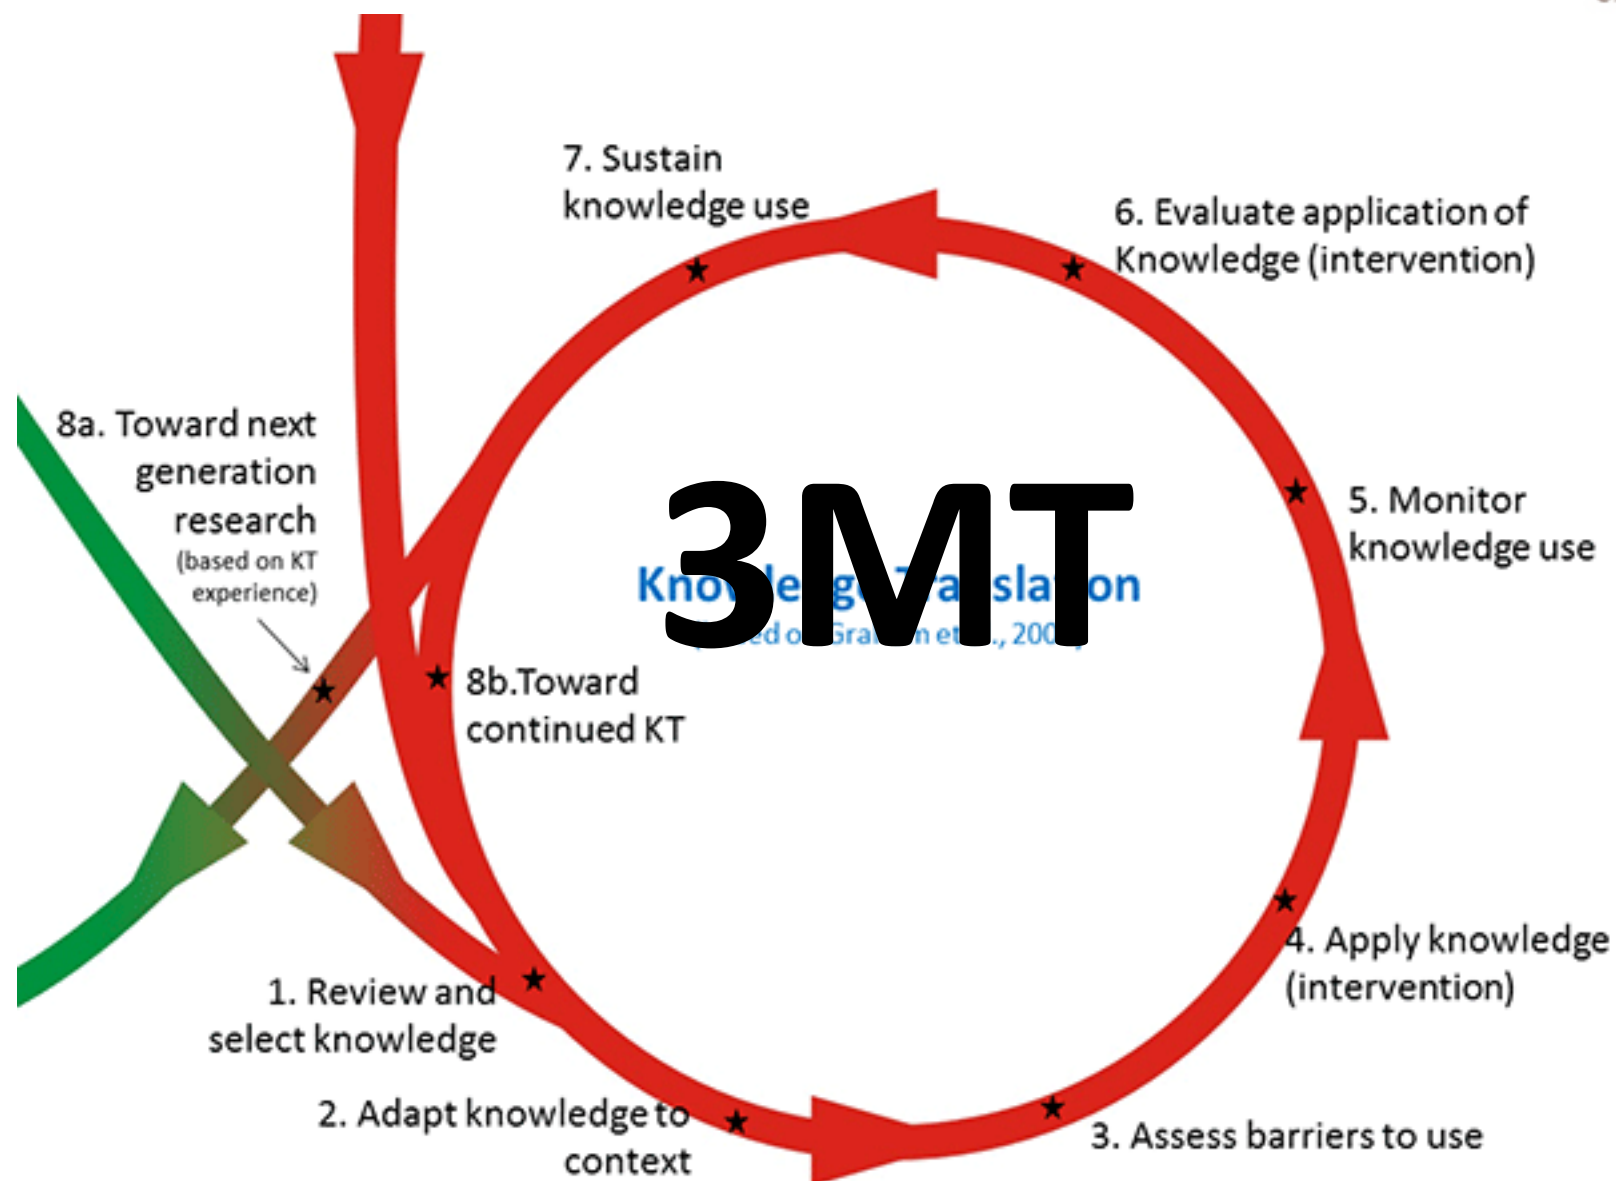 7. Sustain
knowledge use
6. Evaluate application of
Knowledge (intervention)
8a. Toward next
generation
research
(based on KT
experience)
3MT
5. Monitor
knowledge use
8b.Toward
continued KT
4. Apply knowledge
(intervention)
1. Review and
select knowledge
2. Adapt knowledge to
context
3. Assess barriers to use